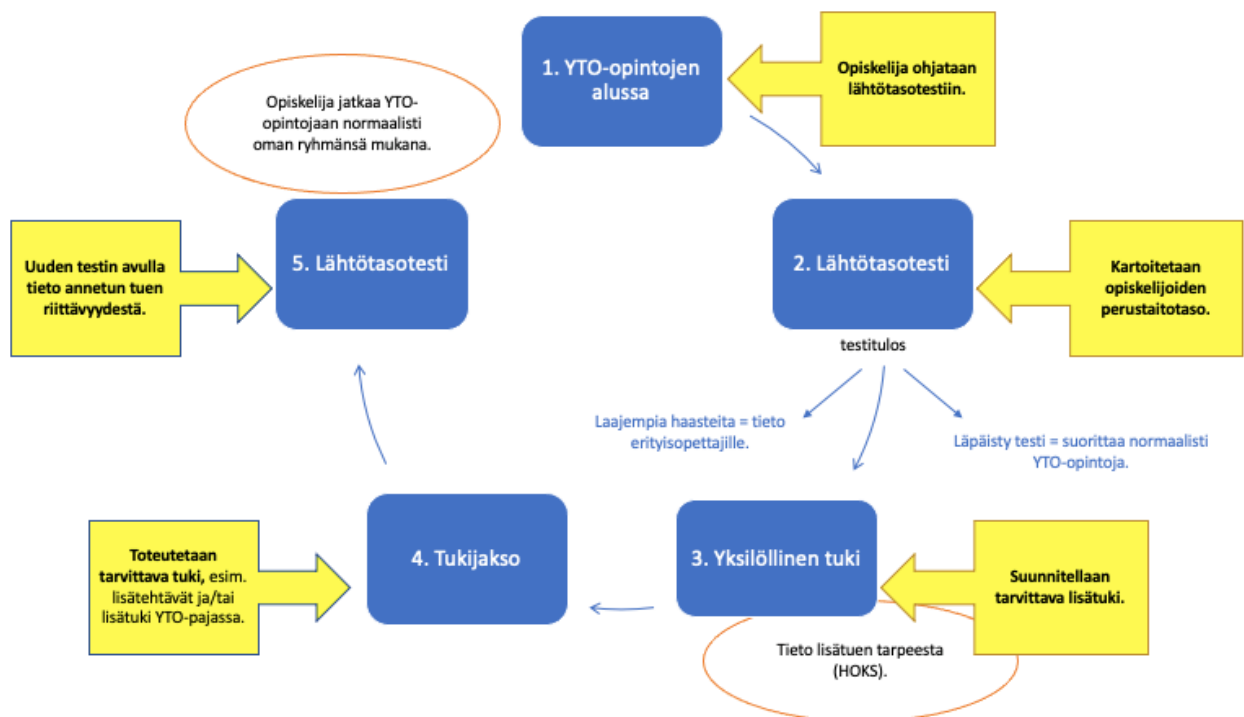 1. YTO-opintojen
alussa
Opiskelija ohjataan
lähtötasotestiin.
Opiskelija jatkaa YTO-
opintojaan normaalisti
oman ryhmänsä mukana.
2. Lähtötasotesti
Kartoitetaan
opiskelijoiden
perustaitotaso.
testitulos
Laajempia haasteita = tieto
erityisopettajille.
Läpäisty testi = suorittaa normaalisti
YTO-opintoja.
3. Yksilöllinen tuki
Suunnitellaan
tarvittava lisätuki.
Tieto lisätuen tarpeesta
(HOKS).
4. Tukijakso
Toteutetaan
tarvittava tuki, esim.
lisätehtävät ja/tai
lisätuki YTO-pajassa.
5. Lähtötasotesti
Uuden testin avulla
tieto annetun tuen
riittävyydestä.